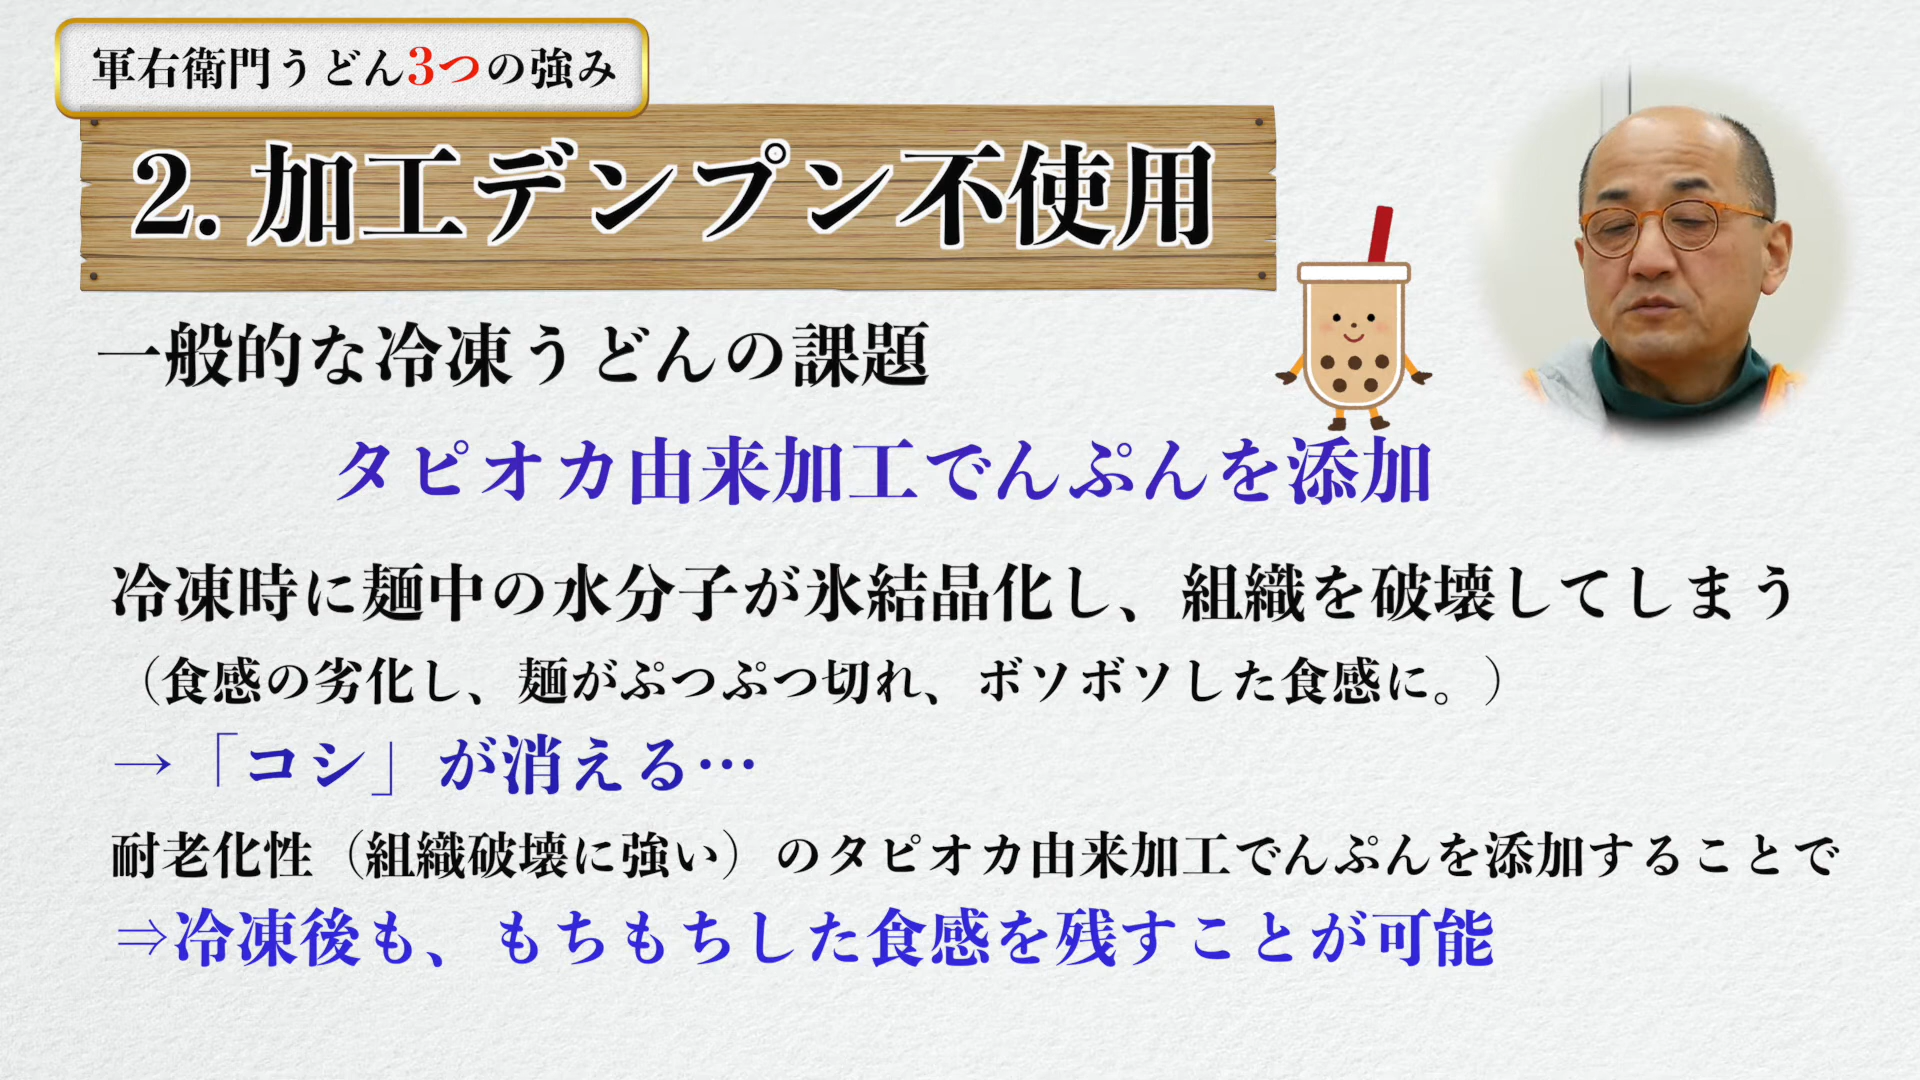 軍右衛門うどん3つの強み
2. 加工デンプン不使用
一般的な冷凍うどんの課題
タピオカ由来加工でんぷんを添加
冷凍時に麺中の水分子が氷結晶化し、組織を破壊してしまう
（食感の劣化し、麺がぷつぷつ切れ、ボソボソした食感に。）
→「コシ」が消える…
耐老化性（組織破壊に強い）のタピオカ由来加工でんぷんを添加することで
⇒冷凍後も、もちもちした食感を残すことが可能